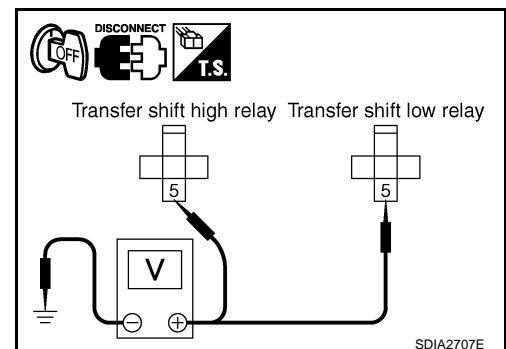 DISCONNECT
OFF
T.S.
Transfer shift high relay Transfer shift low relay
5 5
V
− +
SDIA2707E